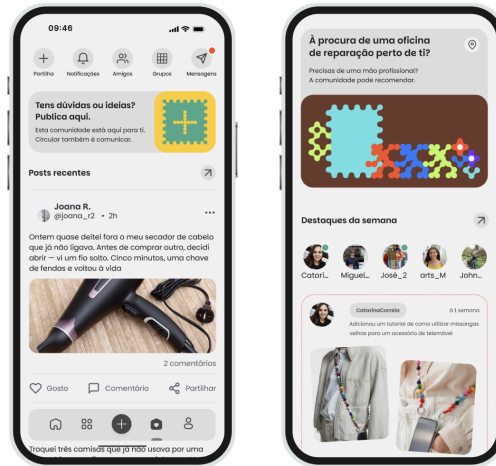 09:46
Partilha Notificações Amigos Grupos Mensagens
Tens dúvidas ou ideias?
Publica aqui.
Esta comunidade está aqui para ti.
Circular também é comunicar.
Posts recentes
Joana R.
@joana_r2 • 2h
Ontem quase deitei fora o meu secador de cabelo
que já não ligava. Antes de comprar outro, decidi
abrir — vi um fio solto. Cinco minutos, uma chave
de fendas e voltou à vida
2 comentários
Gosto Comentário Partilhar
Troquei três camisas que já não usava por uma
À procura de uma oficina
de reparação perto de ti?
Precisas de uma mão profissional?
A comunidade pode recomendar.
Destaques da semana
Catari... Miguel... José_2 arts_M John...
CatarinaCorreia à 1 semana
Adicionou um tutorial de como utilizar missangas
velhas para um acessório de telemóvel